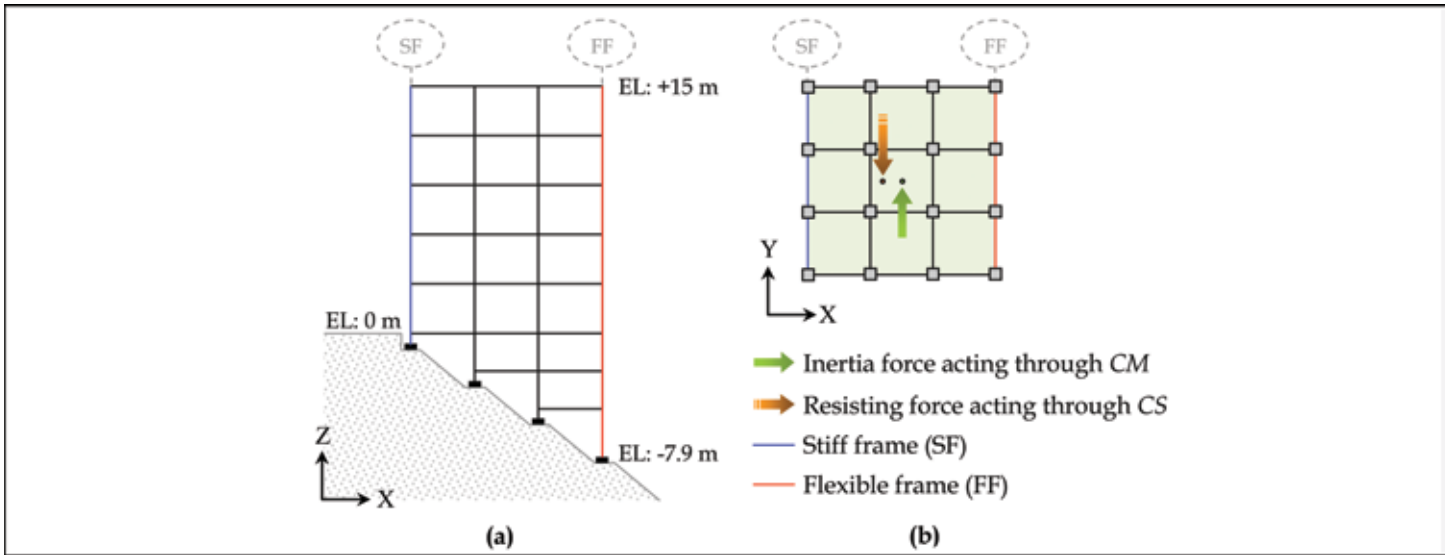 SF
FF
EL: +15 m
EL: 0 m
EL: -7.9 m
Z
X
(a)
SF
FF
Y
X
Inertia force acting through CM
Resisting force acting through CS
Stiff frame (SF)
Flexible frame (FF)
(b)